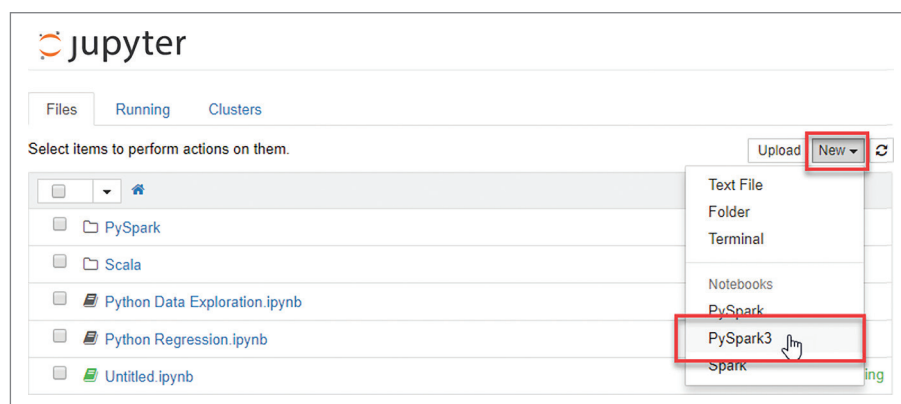 jupyter
Files Running Clusters
Select items to perform actions on them.
Upload New
Text File
Folder
Terminal
Notebooks
PySpark
PySpark3
Spark
PySpark
Scala
Python Data Exploration.ipynb
Python Regression.ipynb
Untitled.ipynb
ing